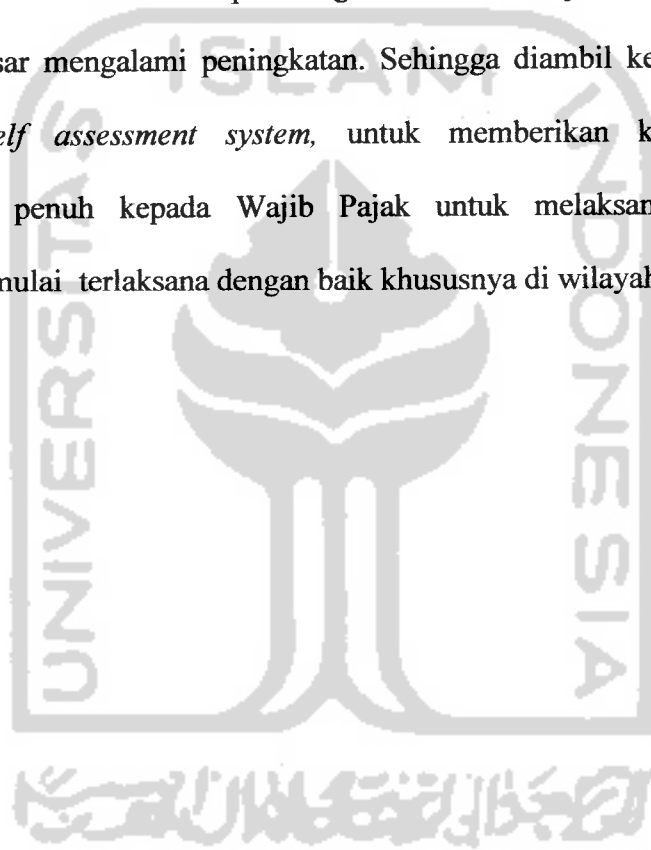 sar mengalami peningkatan. Sehingga diambil ke
elf assessment system, untuk memberikan k
penuh kepada Wajib Pajak untuk melaksan
mulai terlaksana dengan baik khususnya di wilayah
ISLAM
UNIVERSITAS
INDONESIA